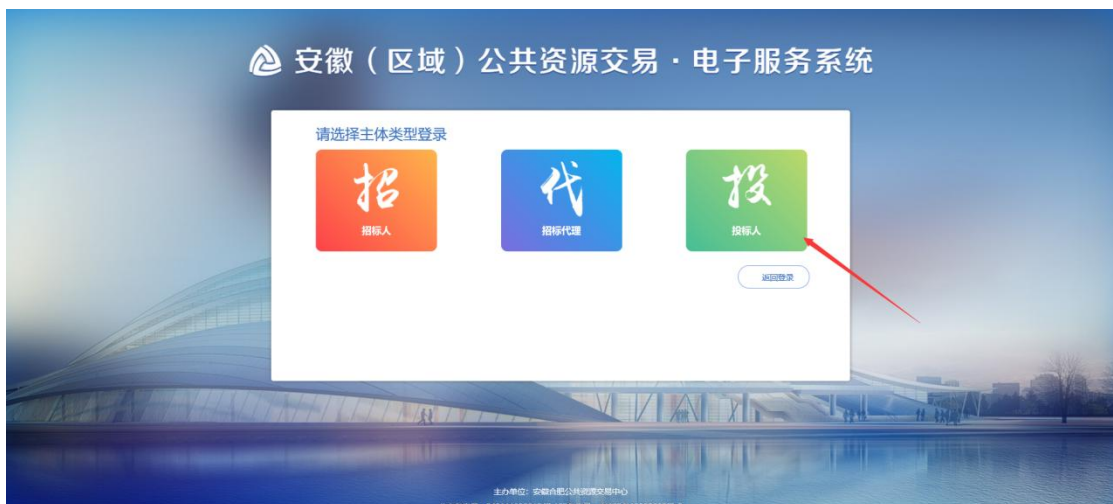 安徽（区域）公共资源交易·电子服务系统
请选择主体类型登录
招 代 投
招标人 招标代理 投标人
返回登录
主办单位：安徽合肥公共资源交易中心